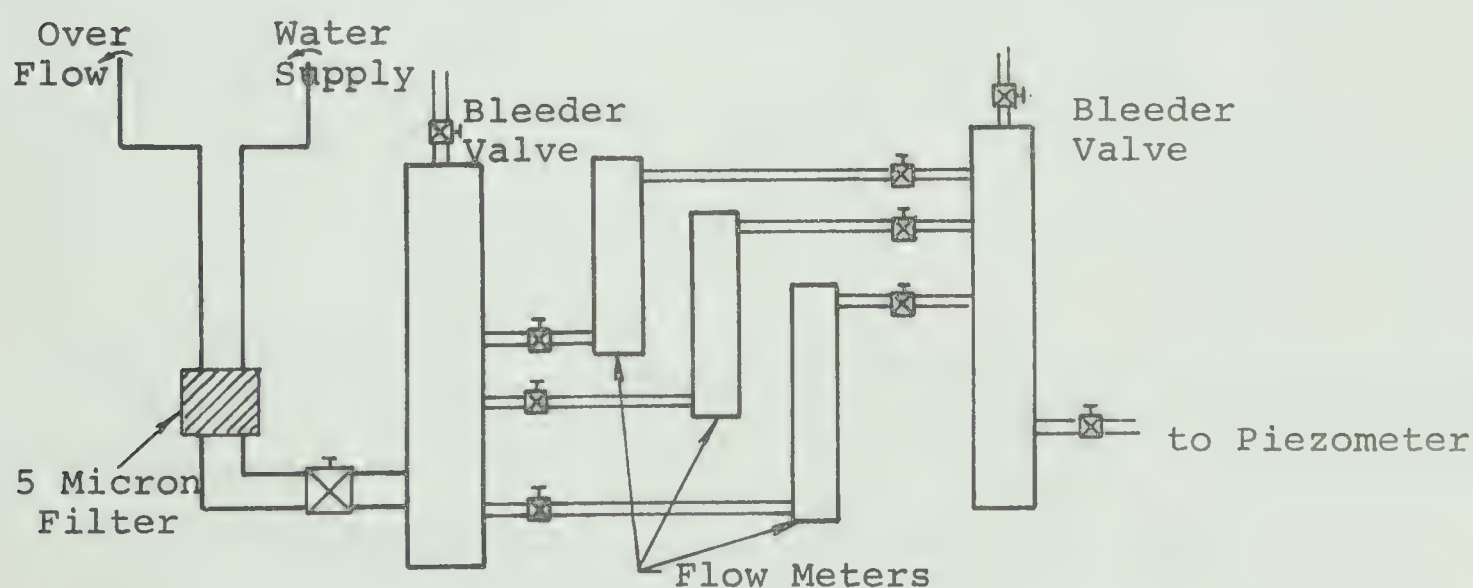 Over
Flow
Water
Supply
Bleeder
Valve
Bleeder
Valve
to Piezometer
5 Micron
Filter
Flow Meters